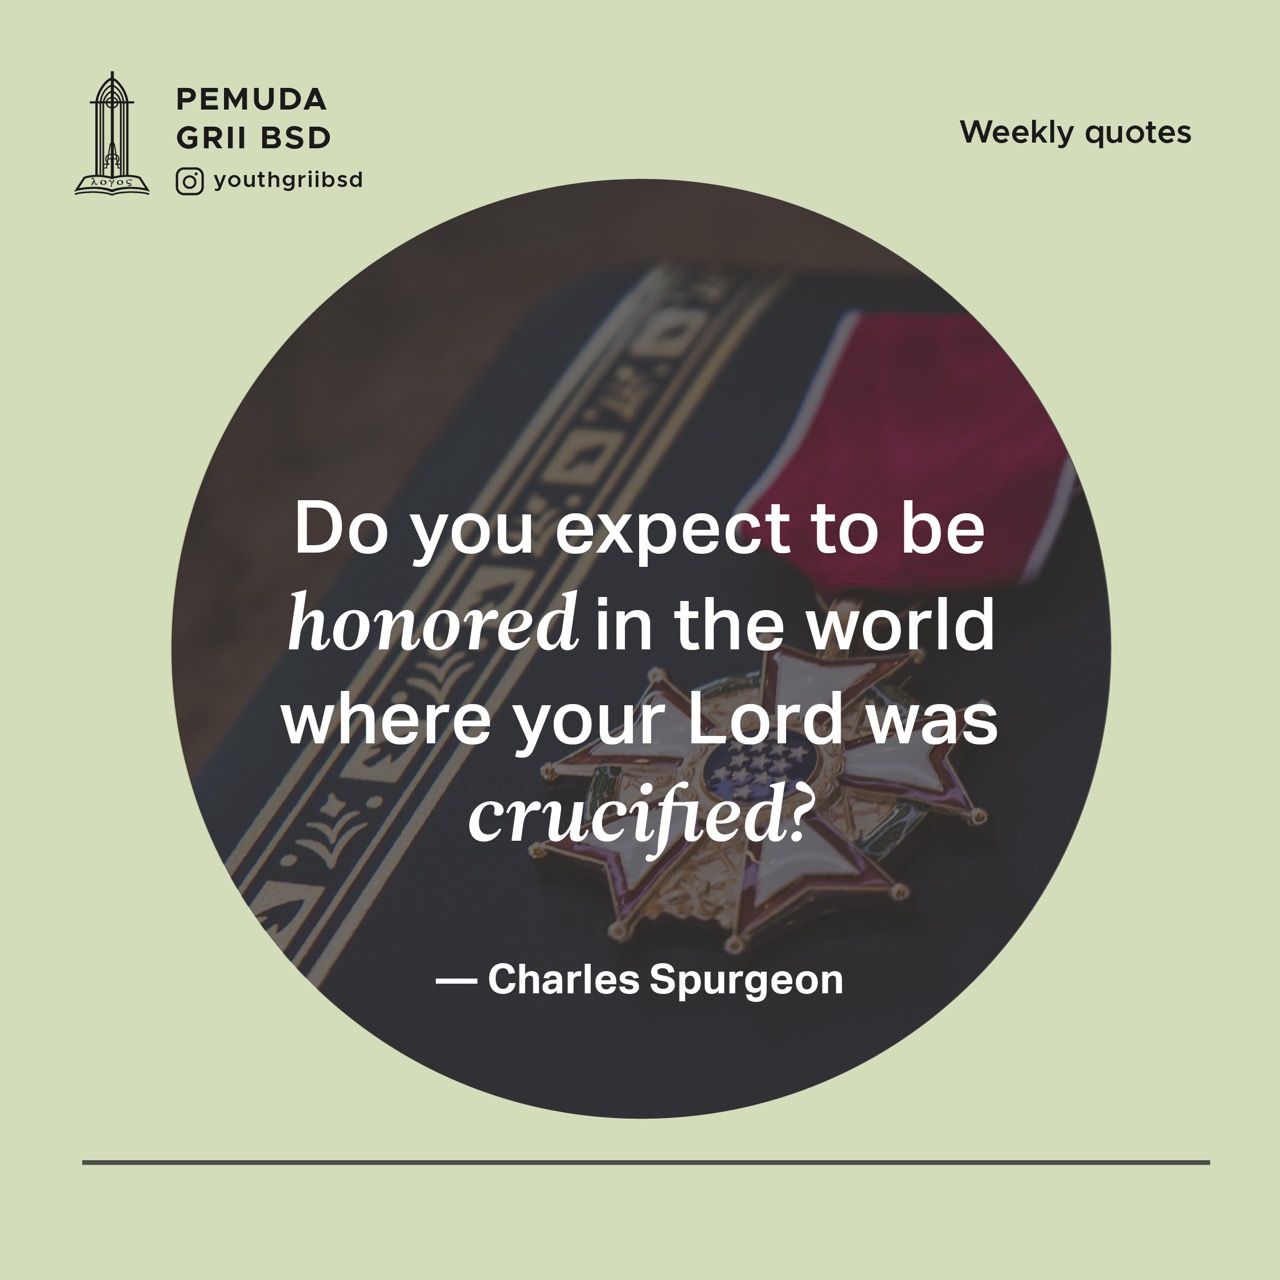 PEMUDA
GRII BSD
youthgriibsd
λογος
Weekly quotes
Do you expect to be
honored in the world
where your Lord was
crucified?
— Charles Spurgeon